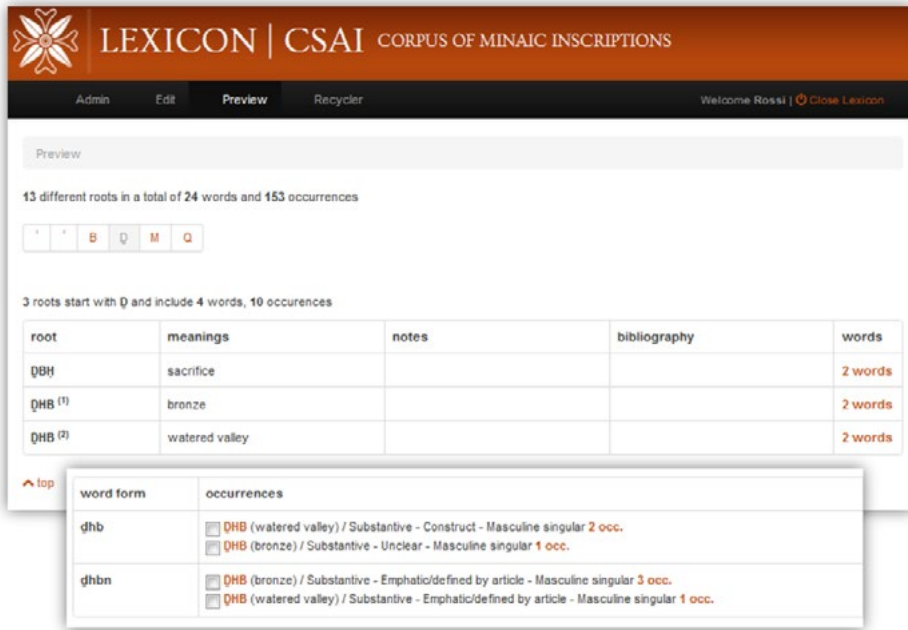 LEXICON | CSAI CORPUS OF MINAIC INSCRIPTIONS
Admin Edit Preview Recycler Welcome Rossi | Close Lexicon
Preview
13 different roots in a total of 24 words and 153 occurrences
ʾ ʿ B Ḏ M Q
3 roots start with Ḏ and include 4 words, 10 occurences
root meanings notes bibliography words
ḎBḤ sacrifice 2 words
ḎHB (1) bronze 2 words
ḎHB (2) watered valley 2 words
top
word form occurrences
ḏhb ḎHB (watered valley) / Substantive - Construct - Masculine singular 2 occ.
ḎHB (bronze) / Substantive - Unclear - Masculine singular 1 occ.
ḏhbn ḎHB (bronze) / Substantive - Emphatic/defined by article - Masculine singular 3 occ.
ḎHB (watered valley) / Substantive - Emphatic/defined by article - Masculine singular 1 occ.